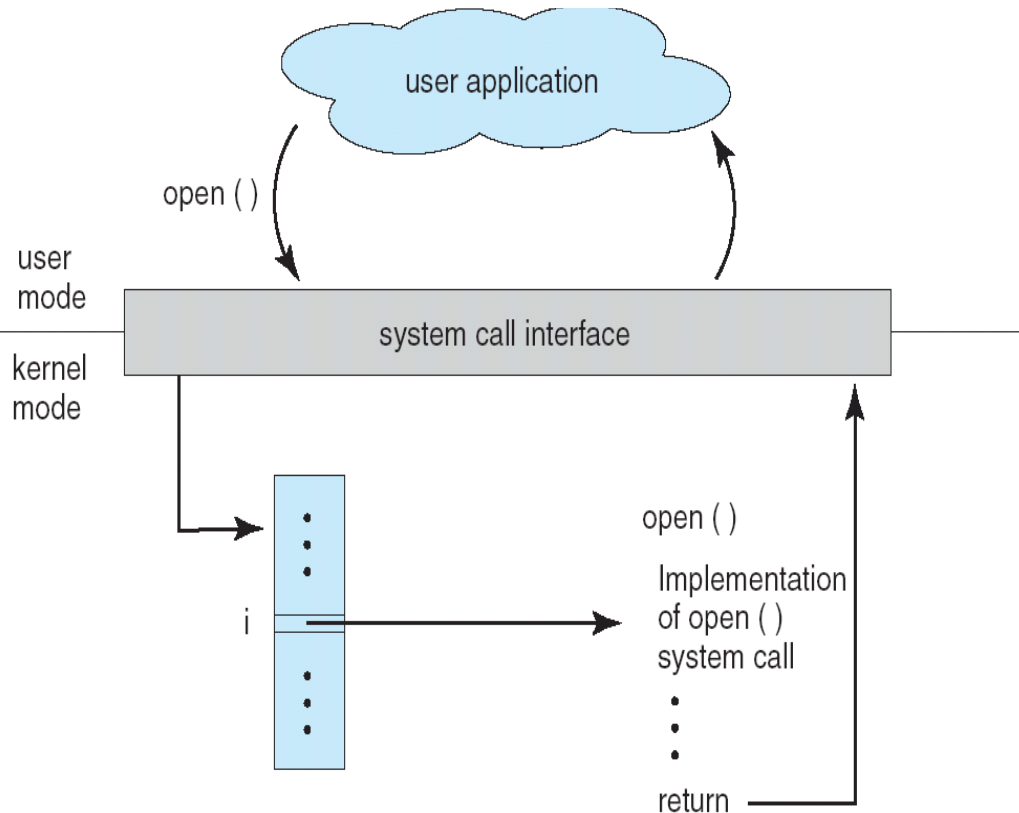 user application
open ( )
user
mode
system call interface
kernel
mode
open ( )
Implementation
i
of open ( )
system call
return